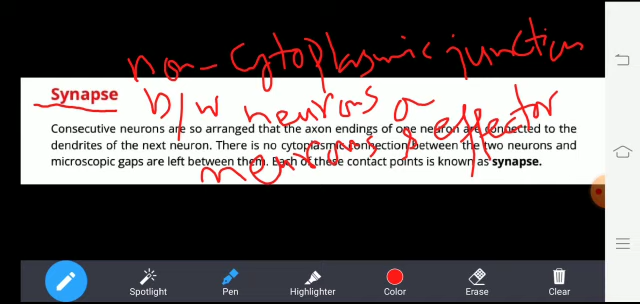 non-cytoplasmic junction
Synapse
b/w neurons or
Consecutive neurons are so arranged that the axon endings of one neuron are connected to the
dendrites of the next neuron. There is no cytoplasmic connection between the two neurons and
neurons & effector
microscopic gaps are left between them. Each of these contact points is known as synapse.
Spotlight Pen Highlighter Color Erase Clear